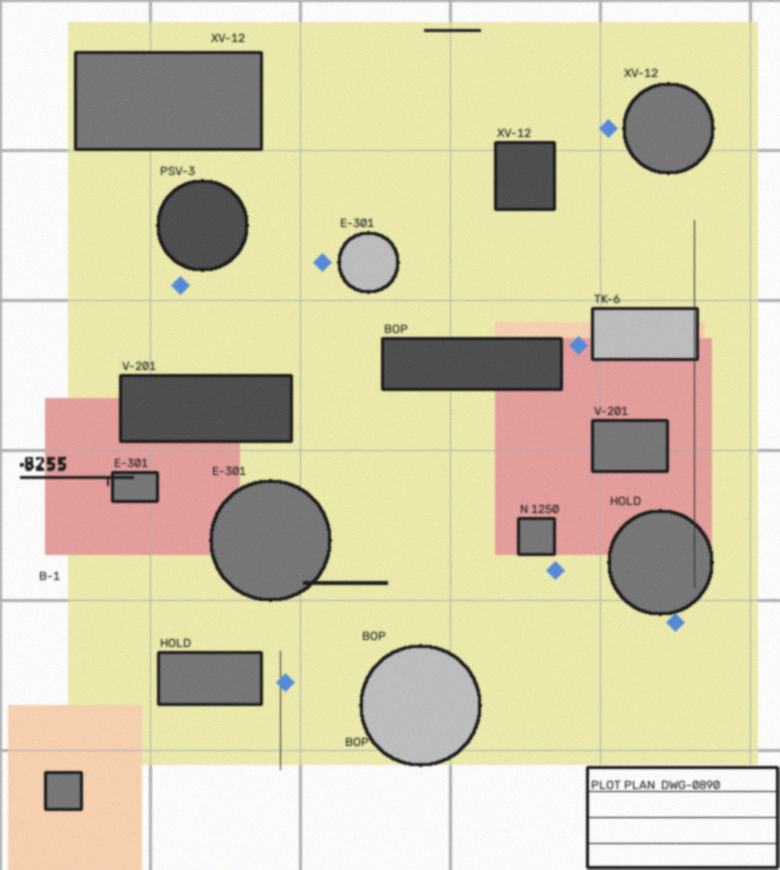 XV-12
XV-12
XV-12
PSV-3
E-301
TK-6
BOP
V-201
V-201
E-301
E-301
HOLD
N 1250
B-1
BOP
HOLD
BOP
PLOT PLAN DWG-0890